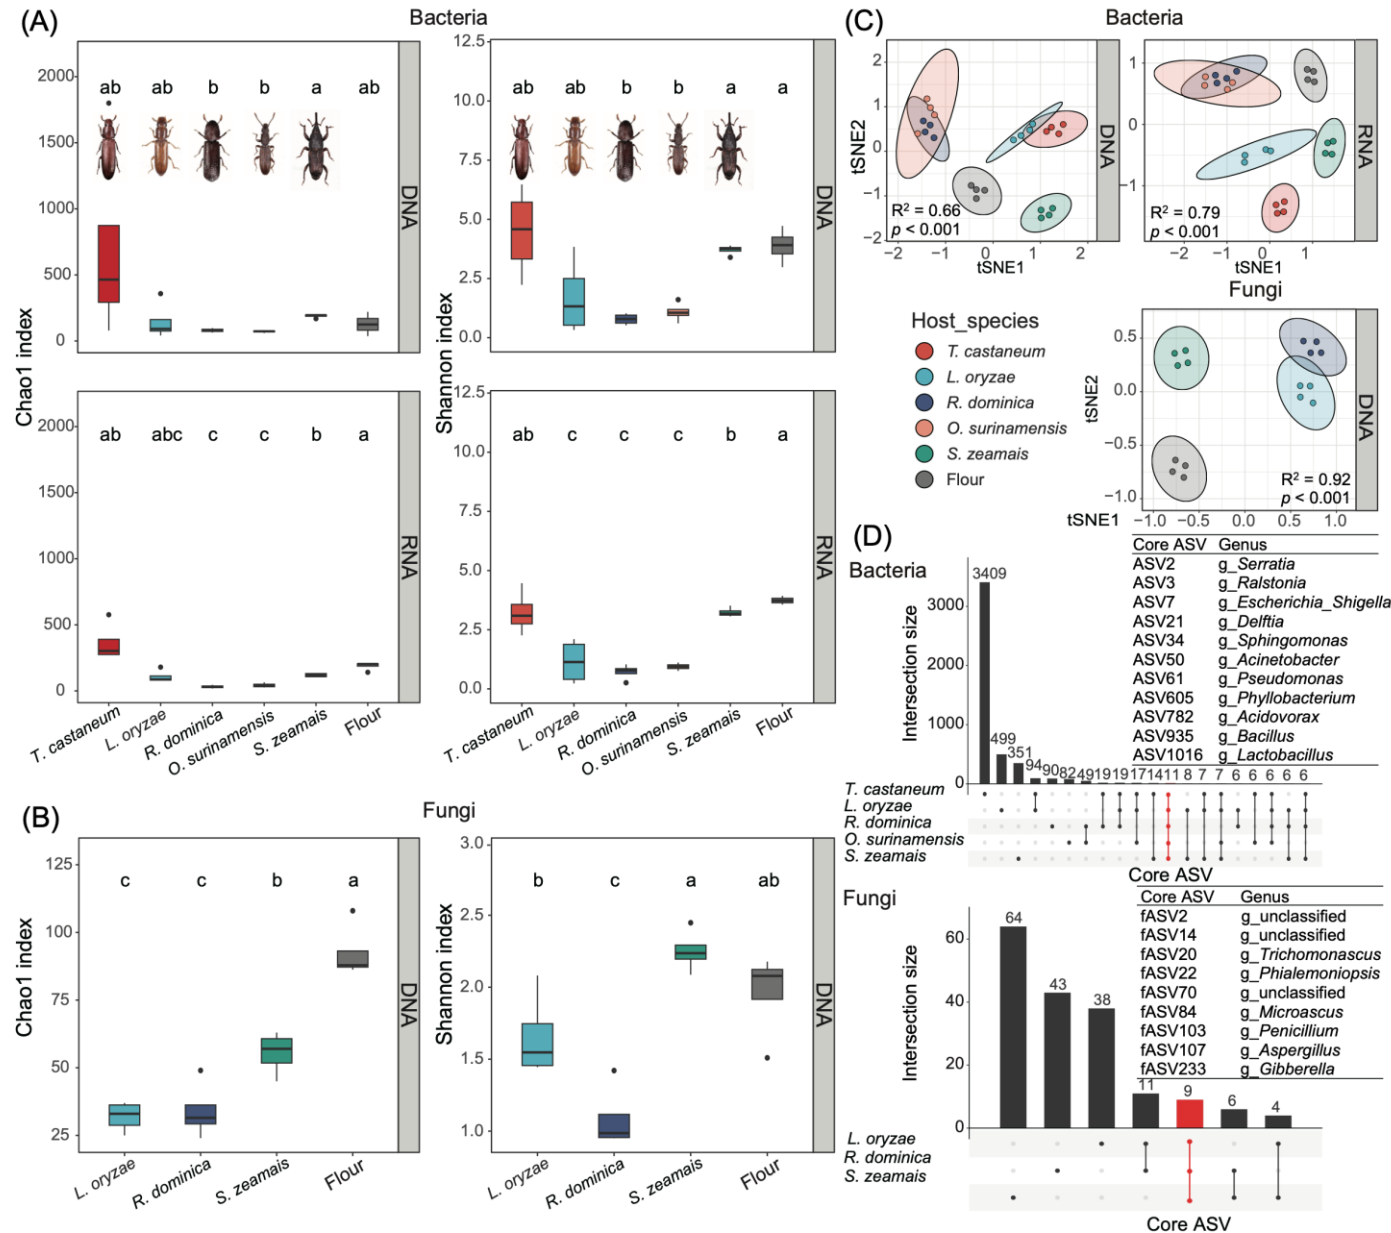 (A)
Bacteria
Chao1 index
2000
1500
1000
500
0
ab ab b b a ab
DNA
Shannon index
12.5
10.0
7.5
5.0
2.5
0.0
ab ab b b a a
DNA
2000
1500
1000
500
0
ab abc c c b a
RNA
12.5
10.0
7.5
5.0
2.5
0.0
ab c c c b a
RNA
T. castaneum
L. oryzae
R. dominica
O. surinamensis
S. zeamais
Flour
T. castaneum
L. oryzae
R. dominica
O. surinamensis
S. zeamais
Flour
(B)
Fungi
Chao1 index
125
100
75
50
25
c c b a
DNA
L. oryzae
R. dominica
S. zeamais
Flour
Shannon index
3.0
2.5
2.0
1.5
1.0
b c a ab
DNA
L. oryzae
R. dominica
S. zeamais
Flour
(C)
Bacteria
tSNE2
2
1
0
−1
−2
R² = 0.66
p < 0.001
DNA
−2 −1 0 1 2
tSNE1
1
0
−1
R² = 0.79
p < 0.001
RNA
−2 −1 0 1
tSNE1
Host_species
T. castaneum
L. oryzae
R. dominica
O. surinamensis
S. zeamais
Flour
Fungi
tSNE2
0.5
0.0
−0.5
−1.0
R² = 0.92
p < 0.001
DNA
tSNE1
−1.0 −0.5 0.0 0.5 1.0
(D)
Bacteria
Intersection size
3000
2000
1000
0
3409 499 351 94 90 82 49 19 19 17 14 11 8 7 7 6 6 6 6
Core ASV Genus
ASV2 g_Serratia
ASV3 g_Ralstonia
ASV7 g_Escherichia_Shigella
ASV21 g_Delftia
ASV34 g_Sphingomonas
ASV50 g_Acinetobacter
ASV61 g_Pseudomonas
ASV605 g_Phyllobacterium
ASV782 g_Acidovorax
ASV935 g_Bacillus
ASV1016 g_Lactobacillus
T. castaneum
L. oryzae
R. dominica
O. surinamensis
S. zeamais
Core ASV
Fungi
Intersection size
60
40
20
0
64 43 38 11 9 6 4
Core ASV Genus
fASV2 g_unclassified
fASV14 g_unclassified
fASV20 g_Trichomonascus
fASV22 g_Phialemoniopsis
fASV70 g_unclassified
fASV84 g_Microascus
fASV103 g_Penicillium
fASV107 g_Aspergillus
fASV233 g_Gibberella
L. oryzae
R. dominica
S. zeamais
Core ASV